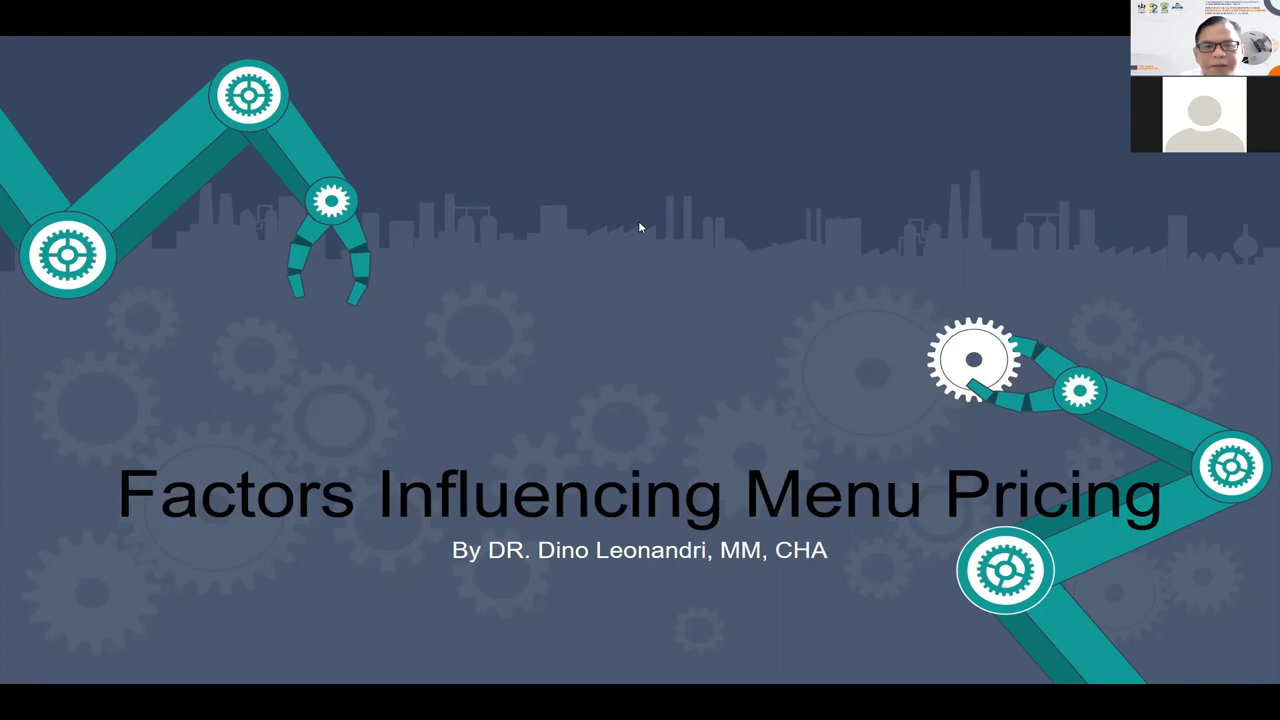 Factors Influencing Menu Pricing
By DR. Dino Leonandri, MM, CHA